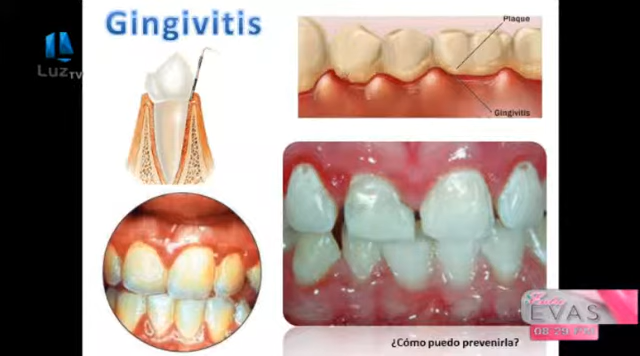 Gingivitis
Plaque
Luz TV
Gingivitis
EVAS
¿Cómo puedo prevenirla?